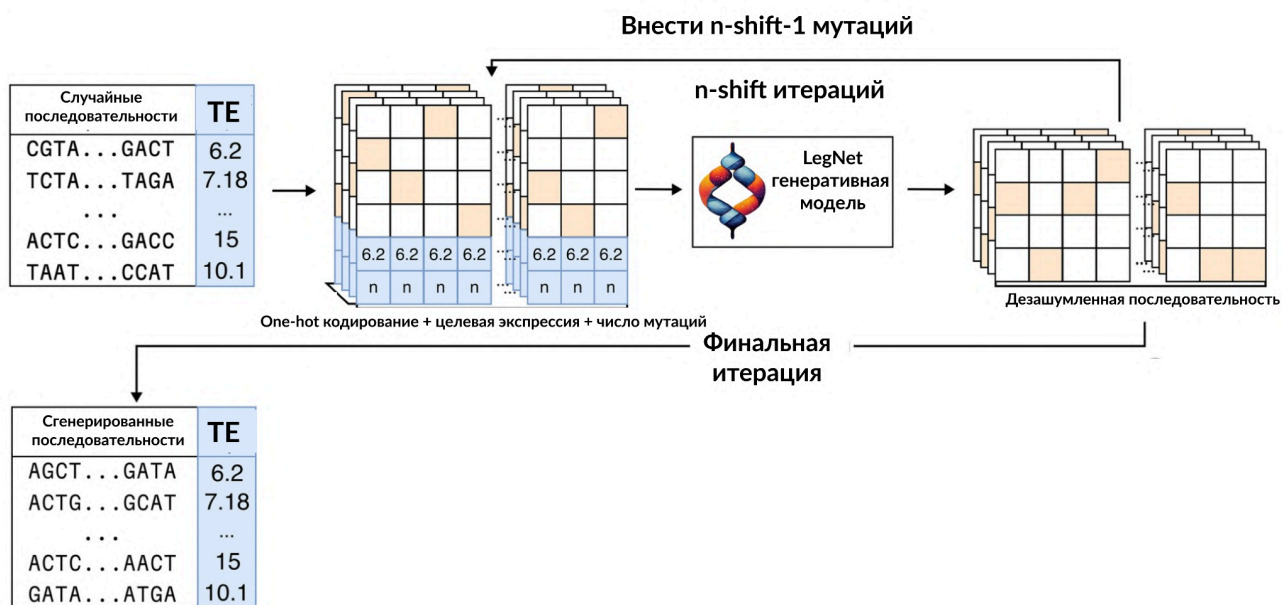 Внести n-shift-1 мутаций
n-shift итераций
Случайные
последовательности
TE
CGTA...GACT 6.2
TCTA...TAGA 7.18
... ...
ACTC...GACC 15
TAAT...CCAT 10.1
6.2 6.2 6.2 6.2 6.2 6.2 6.2
n n n n n n n
One-hot кодирование + целевая экспрессия + число мутаций
LegNet
генеративная
модель
Дезашумленная последовательность
Финальная
итерация
Сгенерированные
последовательности
TE
AGCT...GATA 6.2
ACTG...GCAT 7.18
... ...
ACTC...AACT 15
GATA...ATGA 10.1